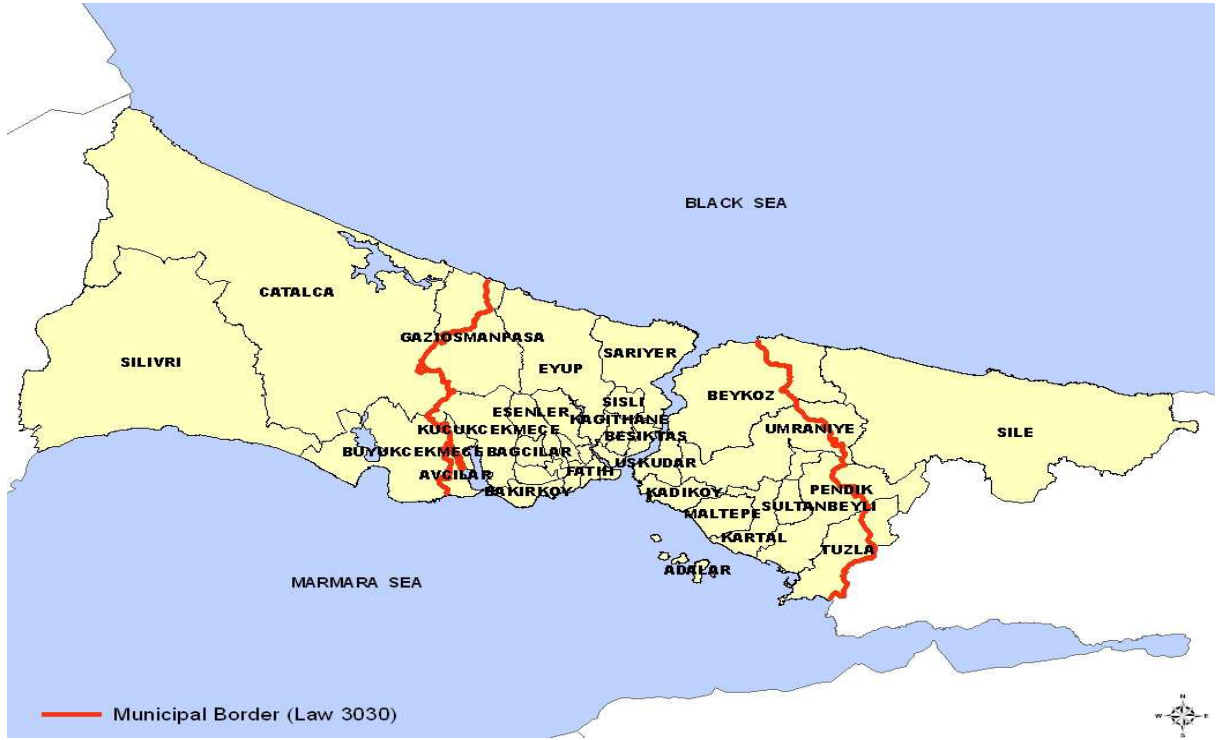 BLACK SEA
CATALCA
GAZIOSMANPASA
SARIYER
SILIVRI
EYUP
BEYKOZ
SISLI
ESENLER
KAGITHANE
KUCUKCEKMECE
UMRANIYE
SILE
BESIKTAS
BUYUKCEKMECE
BAGCILAR
USKUDAR
FATIH
AVCILAR
PENDIK
BAKIRKOY
KADIKOY
SULTANBEYLI
MALTEPE
KARTAL
TUZLA
ADALAR
MARMARA SEA
Municipal Border (Law 3030)
N
W E
S